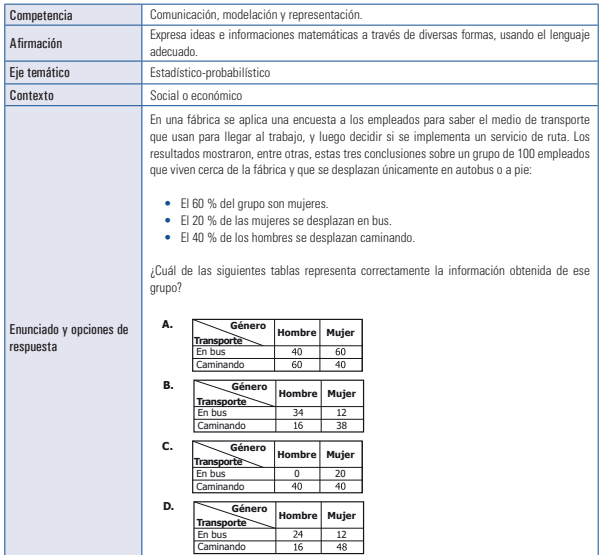 Competencia
Comunicación, modelación y representación.
Afirmación
Expresa ideas e informaciones matemáticas a través de diversas formas, usando el lenguaje
adecuado.
Eje temático
Estadístico-probabilístico
Contexto
Social o económico
Enunciado y opciones de
respuesta
En una fábrica se aplica una encuesta a los empleados para saber el medio de transporte
que usan para llegar al trabajo, y luego decidir si se implementa un servicio de ruta. Los
resultados mostraron, entre otras, estas tres conclusiones sobre un grupo de 100 empleados
que viven cerca de la fábrica y que se desplazan únicamente en autobus o a pie:
• El 60 % del grupo son mujeres.
• El 20 % de las mujeres se desplazan en bus.
• El 40 % de los hombres se desplazan caminando.
¿Cuál de las siguientes tablas representa correctamente la información obtenida de ese
grupo?
A.
Género
Transporte
Hombre Mujer
En bus 40 60
Caminando 60 40
B.
Género
Transporte
Hombre Mujer
En bus 34 12
Caminando 16 38
C.
Género
Transporte
Hombre Mujer
En bus 0 20
Caminando 40 40
D.
Género
Transporte
Hombre Mujer
En bus 24 12
Caminando 16 48